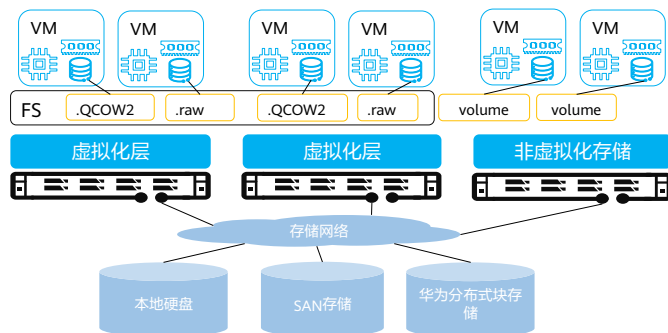 VM
VM
VM
VM
VM
VM
FS
.QCOW2
.raw
.QCOW2
.raw
volume
volume
虚拟化层
虚拟化层
非虚拟化存储
存储网络
本地硬盘
SAN存储
华为分布式块存
储